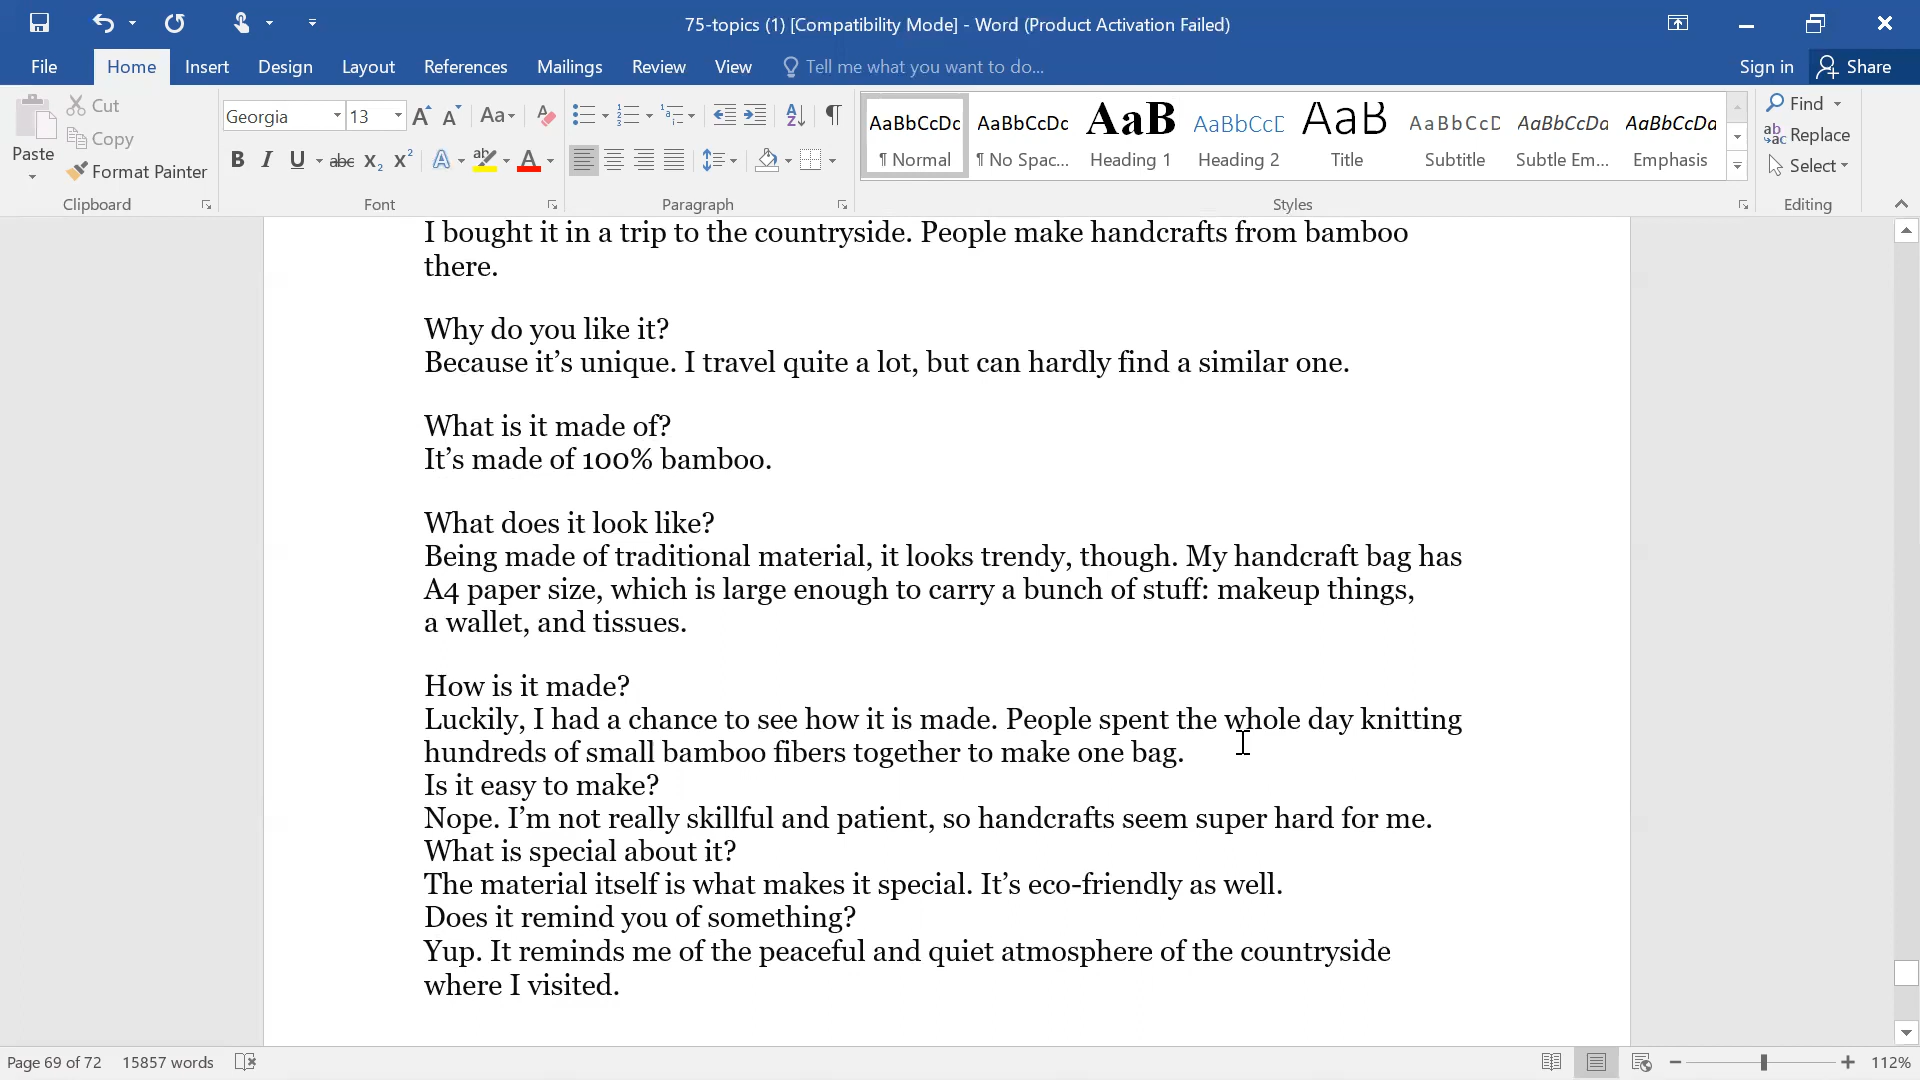 75-topics (1) [Compatibility Mode] - Word (Product Activation Failed)
File Home Insert Design Layout References Mailings Review View Tell me what you want to do... Sign in Share
Paste Cut Copy Format Painter
Georgia 13 Aa
B I U abc X2 X2 A ab A
AaBbCcDc AaBbCcDc AaB AaBbCcD AaB AaBbCcD AaBbCcDc AaBbCcDc
¶ Normal ¶ No Spac... Heading 1 Heading 2 Title Subtitle Subtle Em... Emphasis
Find
Replace
Select
Clipboard Font Paragraph Styles Editing
I bought it in a trip to the countryside. People make handcrafts from bamboo
there.
Why do you like it?
Because it’s unique. I travel quite a lot, but can hardly find a similar one.
What is it made of?
It’s made of 100% bamboo.
What does it look like?
Being made of traditional material, it looks trendy, though. My handcraft bag has
A4 paper size, which is large enough to carry a bunch of stuff: makeup things,
a wallet, and tissues.
How is it made?
Luckily, I had a chance to see how it is made. People spent the whole day knitting
hundreds of small bamboo fibers together to make one bag.
Is it easy to make?
Nope. I’m not really skillful and patient, so handcrafts seem super hard for me.
What is special about it?
The material itself is what makes it special. It’s eco-friendly as well.
Does it remind you of something?
Yup. It reminds me of the peaceful and quiet atmosphere of the countryside
where I visited.
Page 69 of 72 15857 words 112%